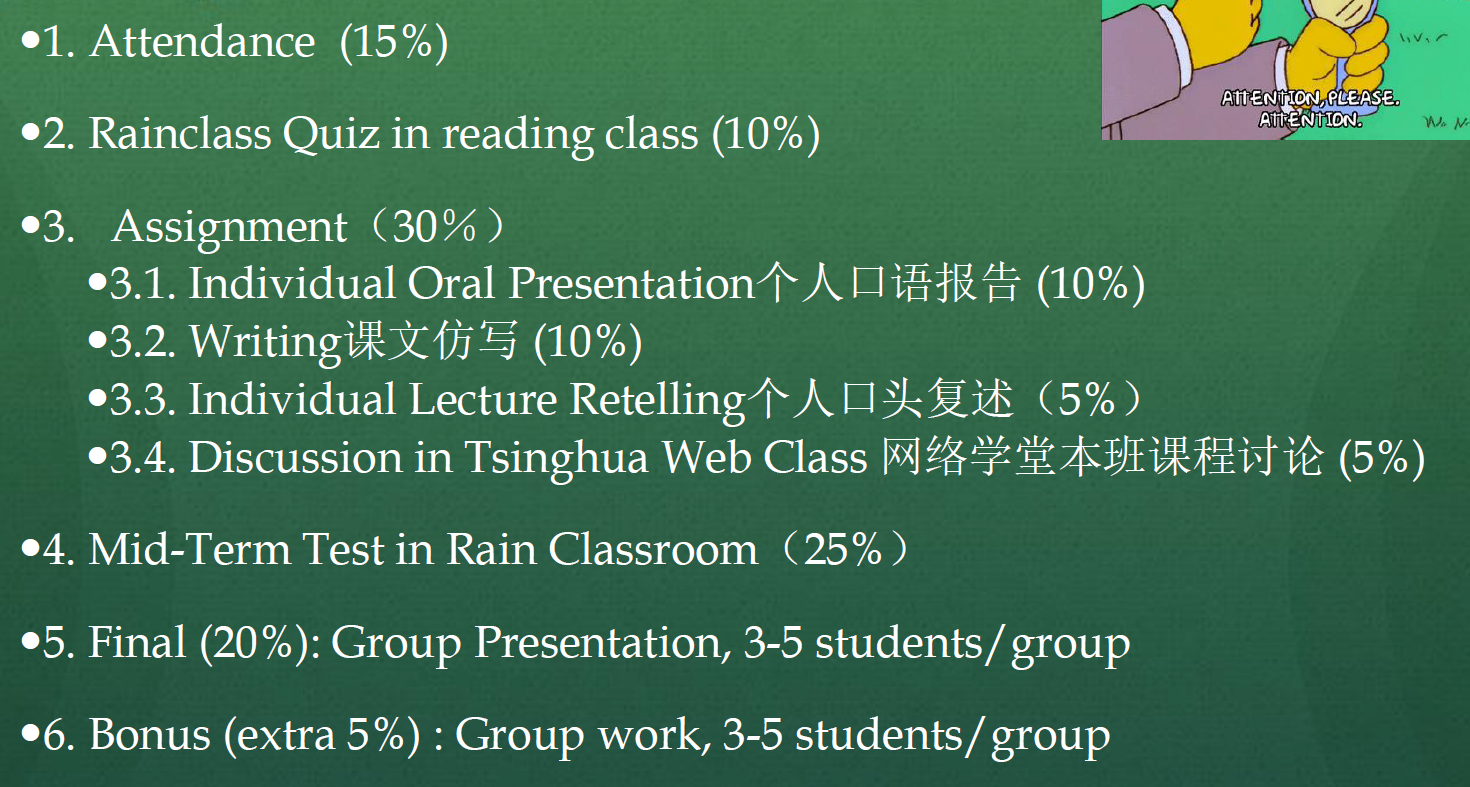 •1. Attendance (15%)
ATTENTION, PLEASE.
ATTENTION.
•2. Rainclass Quiz in reading class (10%)
•3. Assignment（30％）
•3.1. Individual Oral Presentation个人口语报告 (10%)
•3.2. Writing课文仿写 (10%)
•3.3. Individual Lecture Retelling个人口头复述（5%）
•3.4. Discussion in Tsinghua Web Class 网络学堂本班课程讨论 (5%)
•4. Mid-Term Test in Rain Classroom（25%）
•5. Final (20%): Group Presentation, 3-5 students/group
•6. Bonus (extra 5%) : Group work, 3-5 students/group